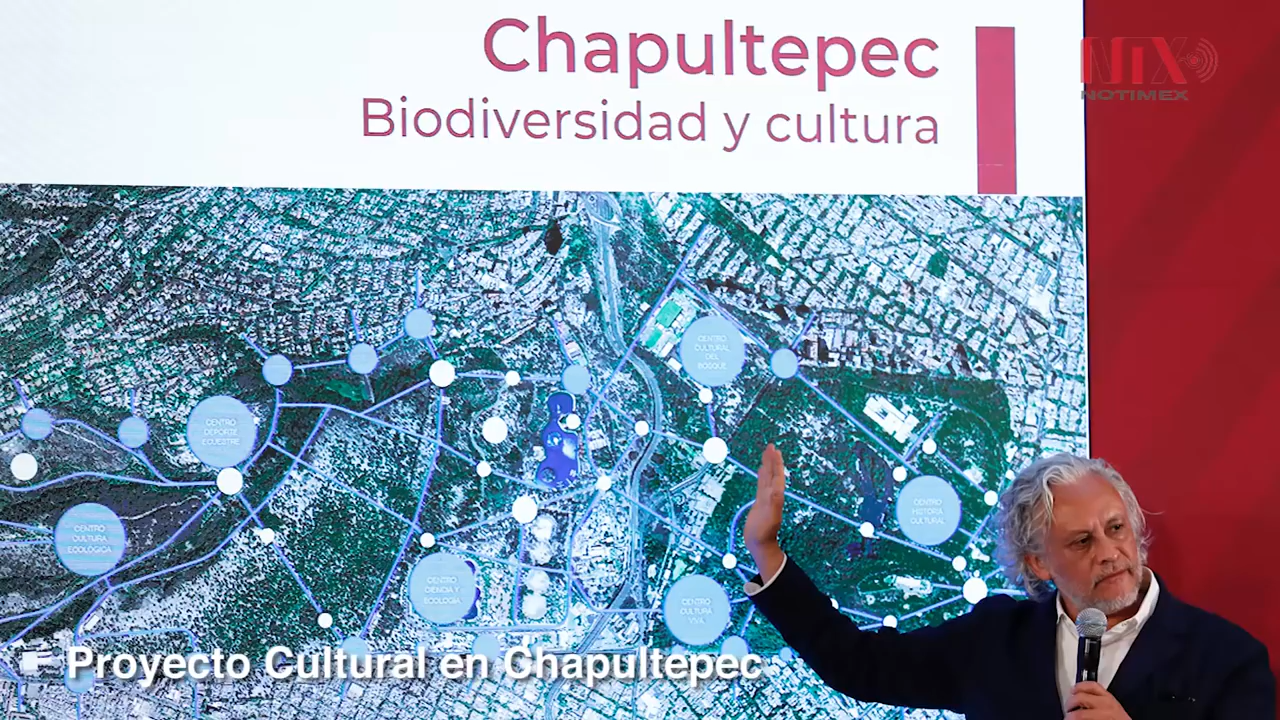 Chapultepec
Biodiversidad y cultura
NTX
NOTIMEX
CENTRO
CULTURAL
DEL
BOSQUE
CENTRO
DEPORTE
ECUESTRE
CENTRO
CULTURA
ECOLÓGICA
CENTRO
HISTORIA
CULTURAL
CENTRO
CIENCIA Y
ECOLOGÍA
CENTRO
CULTURA
VIVA
Proyecto Cultural en Chapultepec